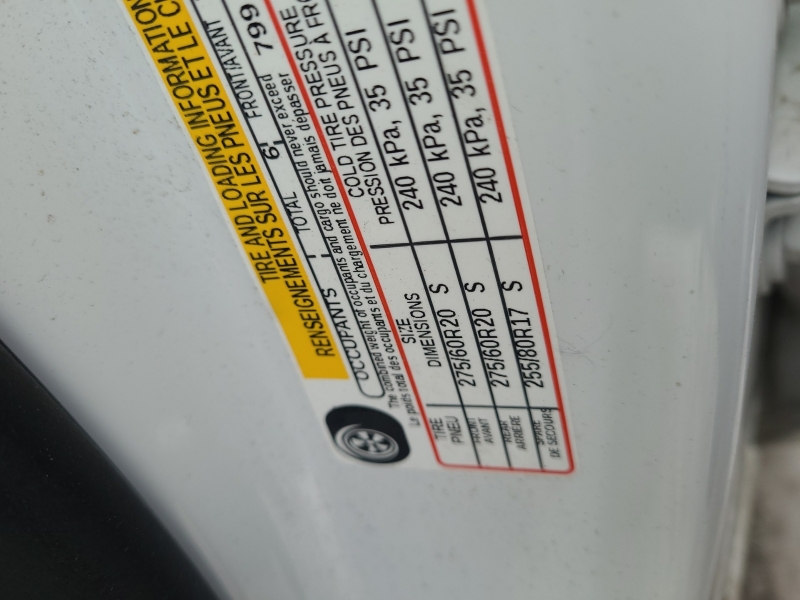 TIRE AND LOADING INFORMATION
RENSEIGNEMENTS SUR LES PNEUS ET LE C
OCCUPANTS TOTAL 6 FRONT/AVANT
The combined weight of occupants and cargo should never exceed 799
Le poids total des occupants et du chargement ne doit jamais dépasser
TIRE SIZE COLD TIRE PRESSURE
PNEU DIMENSIONS PRESSION DES PNEUS À FRO
FRONT 275/60R20 S 240 kPa, 35 PSI
AVANT
REAR 275/60R20 S 240 kPa, 35 PSI
ARRIÈRE
SPARE 255/80R17 S 240 kPa, 35 PSI
DE SECOURS